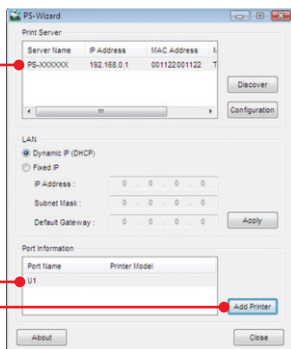 PS-Wizard
Print Server
Server Name IP Address MAC Address
PS-XXXXXX 192.168.0.1 001122001122 T
Discover
Configuration
LAN
Dynamic IP (DHCP)
Fixed IP
IP Address : 0 . 0 . 0 . 0
Subnet Mask : 0 . 0 . 0 . 0
Default Gateway : 0 . 0 . 0 . 0
Apply
Port Information
Port Name Printer Model
U1
Add Printer
About Close